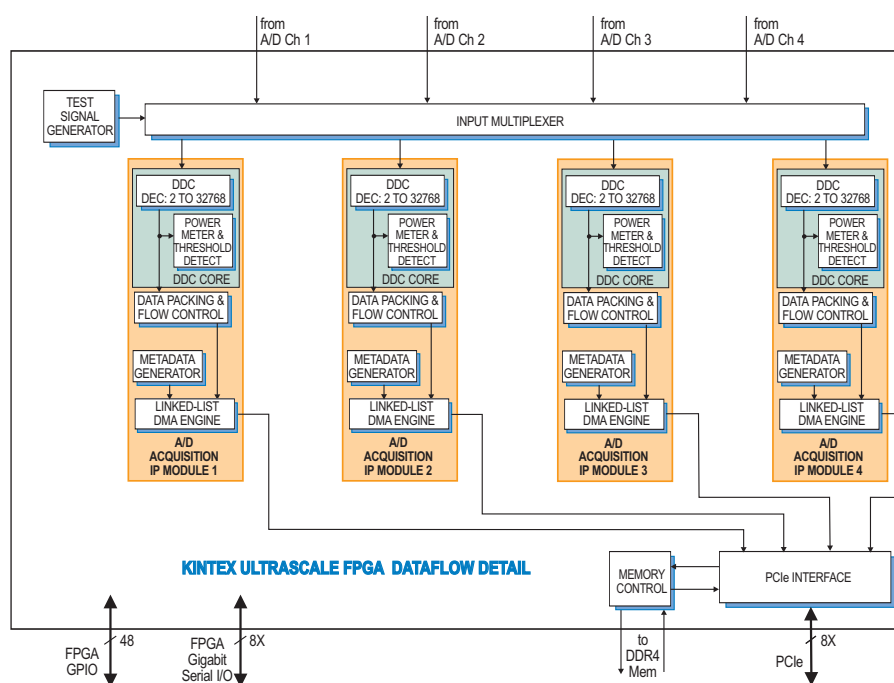 from
A/D Ch 1
from
A/D Ch 2
from
A/D Ch 3
from
A/D Ch 4
TEST
SIGNAL
GENERATOR
INPUT MULTIPLEXER
DDC
DEC: 2 TO 32768
POWER
METER &
THRESHOLD
DETECT
DDC CORE
DATA PACKING &
FLOW CONTROL
METADATA
GENERATOR
LINKED-LIST
DMA ENGINE
A/D
ACQUISITION
IP MODULE 1
DDC
DEC: 2 TO 32768
POWER
METER &
THRESHOLD
DETECT
DDC CORE
DATA PACKING &
FLOW CONTROL
METADATA
GENERATOR
LINKED-LIST
DMA ENGINE
A/D
ACQUISITION
IP MODULE 2
DDC
DEC: 2 TO 32768
POWER
METER &
THRESHOLD
DETECT
DDC CORE
DATA PACKING &
FLOW CONTROL
METADATA
GENERATOR
LINKED-LIST
DMA ENGINE
A/D
ACQUISITION
IP MODULE 3
DDC
DEC: 2 TO 32768
POWER
METER &
THRESHOLD
DETECT
DDC CORE
DATA PACKING &
FLOW CONTROL
METADATA
GENERATOR
LINKED-LIST
DMA ENGINE
A/D
ACQUISITION
IP MODULE 4
KINTEX ULTRASCALE FPGA DATAFLOW DETAIL
MEMORY
CONTROL
PCIe INTERFACE
48
FPGA
GPIO
8X
FPGA
Gigabit
Serial I/O
to
DDR4
Mem
8X
PCIe